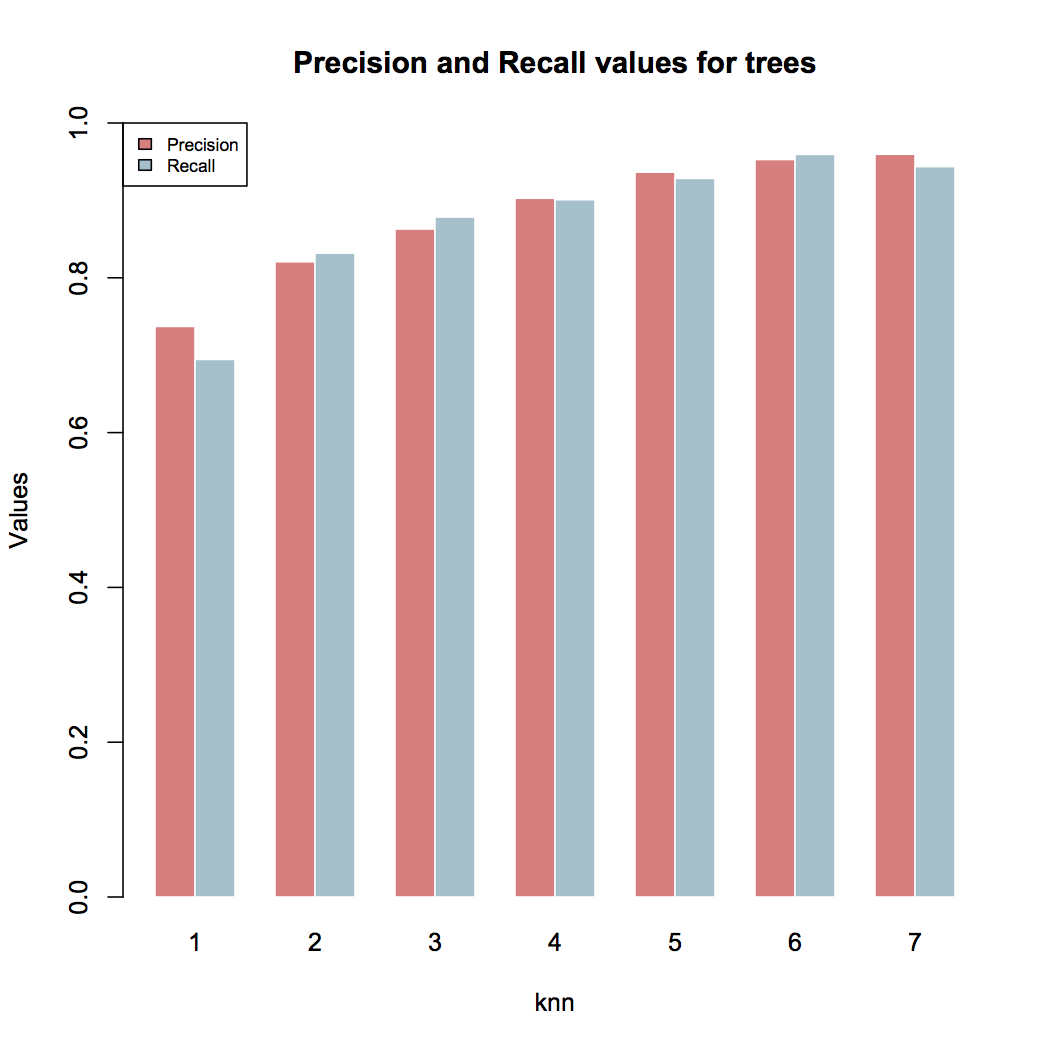 Precision and Recall values for trees
Precision
Recall
1.0
0.8
0.6
0.4
0.2
0.0
Values
1 2 3 4 5 6 7
knn